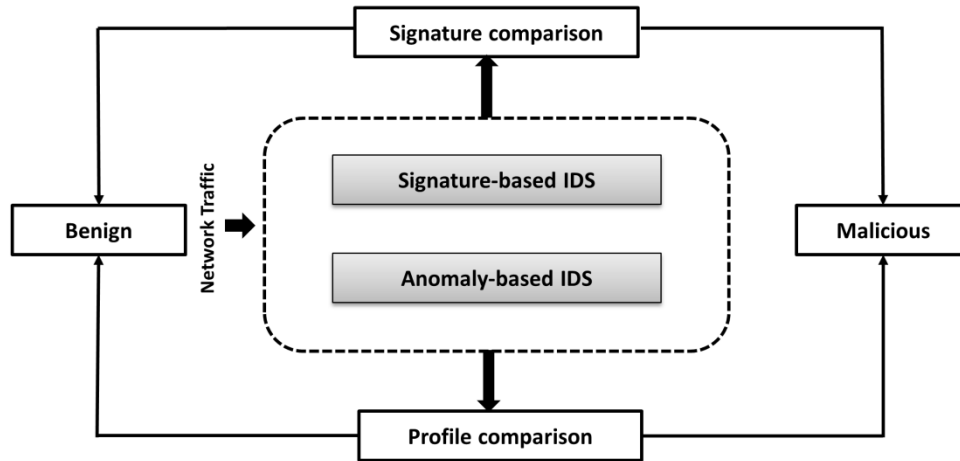 Signature comparison
Signature-based IDS
Benign
Network Traffic
Malicious
Anomaly-based IDS
Profile comparison